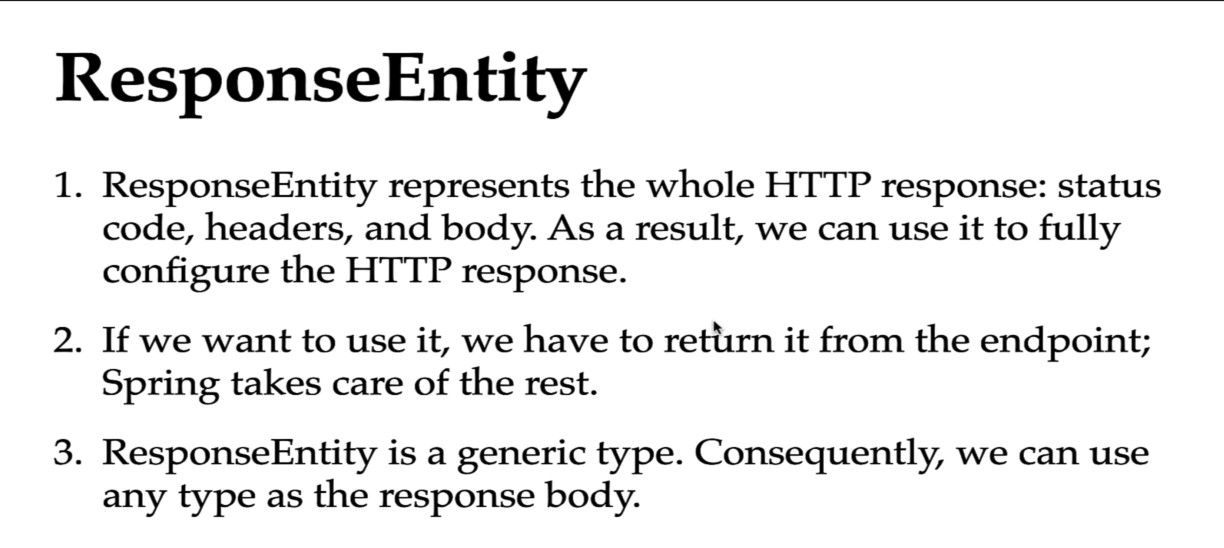 ResponseEntity
1. ResponseEntity represents the whole HTTP response: status
code, headers, and body. As a result, we can use it to fully
configure the HTTP response.
2. If we want to use it, we have to return it from the endpoint;
Spring takes care of the rest.
3. ResponseEntity is a generic type. Consequently, we can use
any type as the response body.